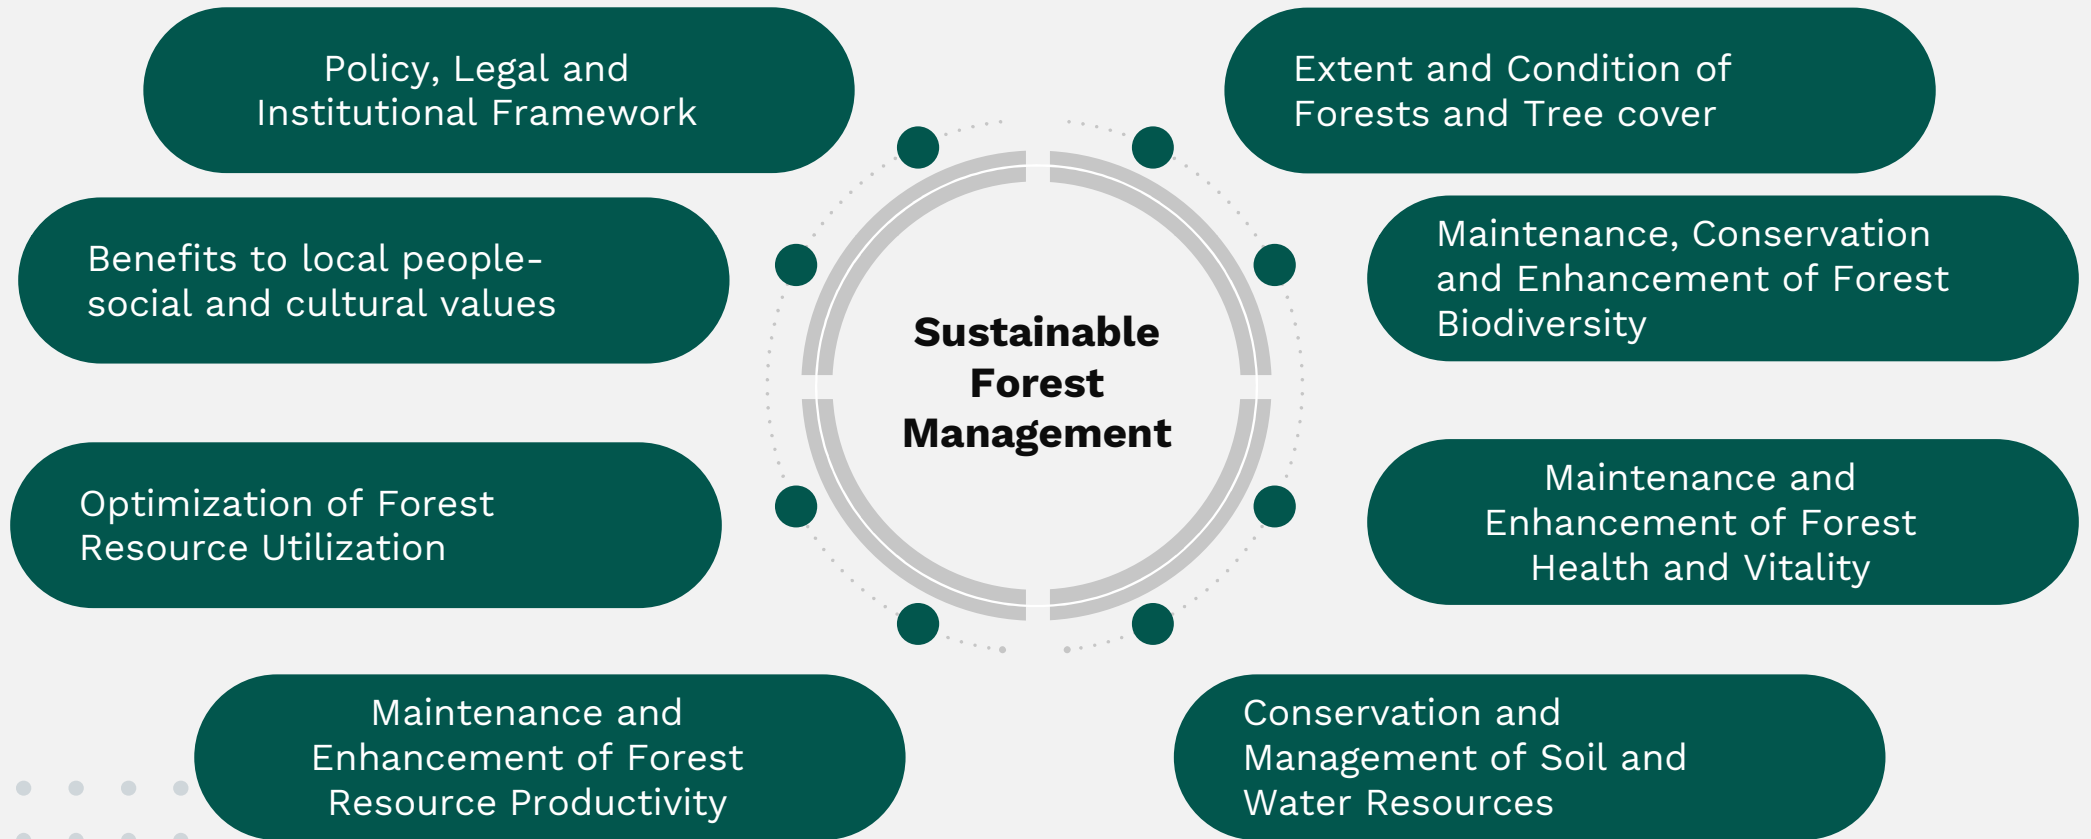 Policy, Legal and
Institutional Framework
Extent and Condition of
Forests and Tree cover
Benefits to local people-
social and cultural values
Maintenance, Conservation
and Enhancement of Forest
Biodiversity
Sustainable
Forest
Management
Optimization of Forest
Resource Utilization
Maintenance and
Enhancement of Forest
Health and Vitality
Maintenance and
Enhancement of Forest
Resource Productivity
Conservation and
Management of Soil and
Water Resources